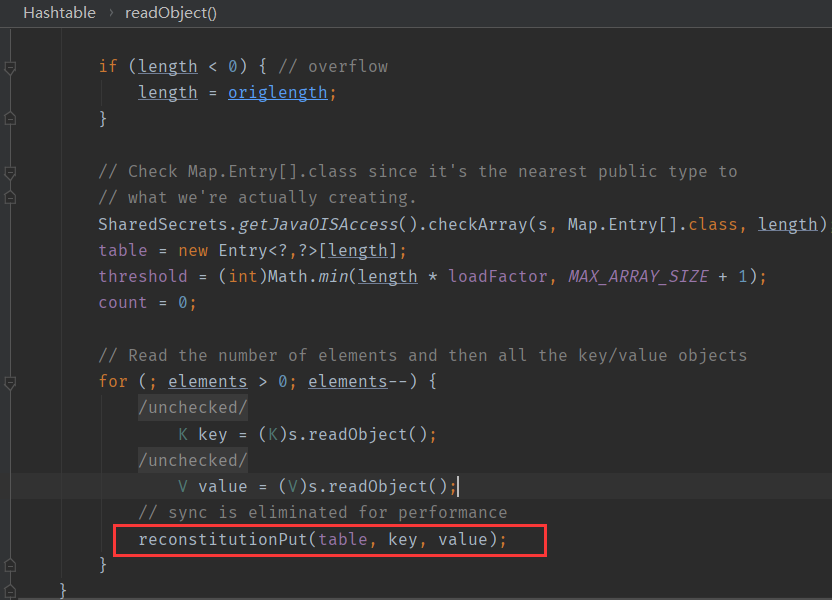 Hashtable › readObject()
if (length < 0) { // overflow
length = origlength;
}
// Check Map.Entry[].class since it's the nearest public type to
// what we're actually creating.
SharedSecrets.getJavaOISAccess().checkArray(s, Map.Entry[].class, length)
table = new Entry<?,?>[length];
threshold = (int)Math.min(length * loadFactor, MAX_ARRAY_SIZE + 1);
count = 0;
// Read the number of elements and then all the key/value objects
for (; elements > 0; elements--) {
/unchecked/
K key = (K)s.readObject();
/unchecked/
V value = (V)s.readObject();
// sync is eliminated for performance
reconstitutionPut(table, key, value);
}
}